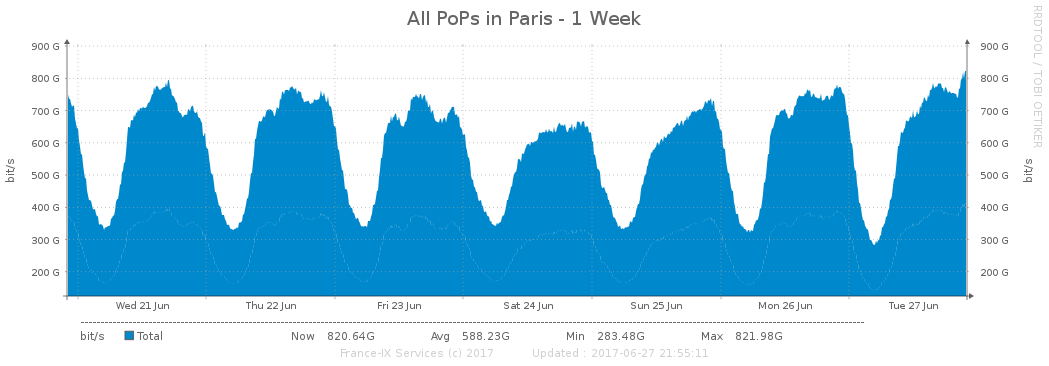 All PoPs in Paris - 1 Week
RRDTOOL / TOBI OETIKER
900 G 900 G
800 G 800 G
700 G 700 G
600 G 600 G
500 G 500 G
400 G 400 G
300 G 300 G
200 G 200 G
bit/s bit/s
Wed 21 Jun Thu 22 Jun Fri 23 Jun Sat 24 Jun Sun 25 Jun Mon 26 Jun Tue 27 Jun
bit/s Total Now 820.64G Avg 588.23G Min 283.48G Max 821.98G
France-IX Services (c) 2017 Updated : 2017-06-27 21:55:11